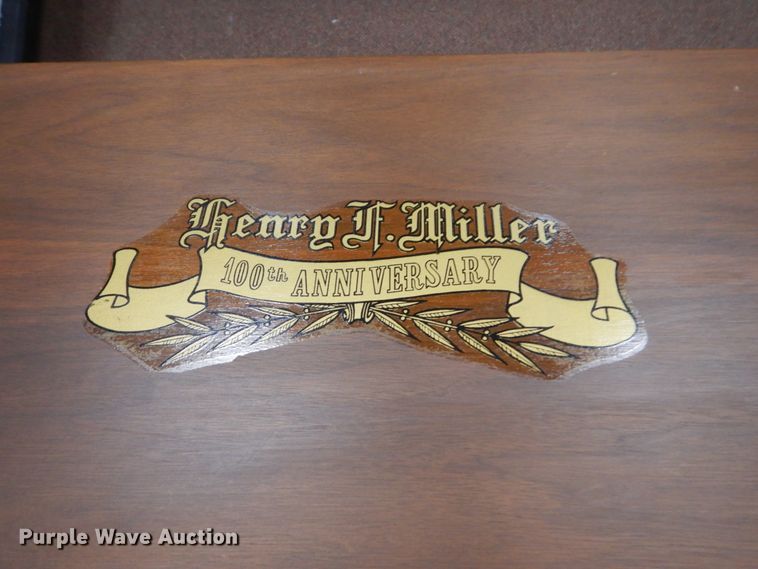 Henry F. Miller
100th ANNIVERSARY
Purple Wave Auction